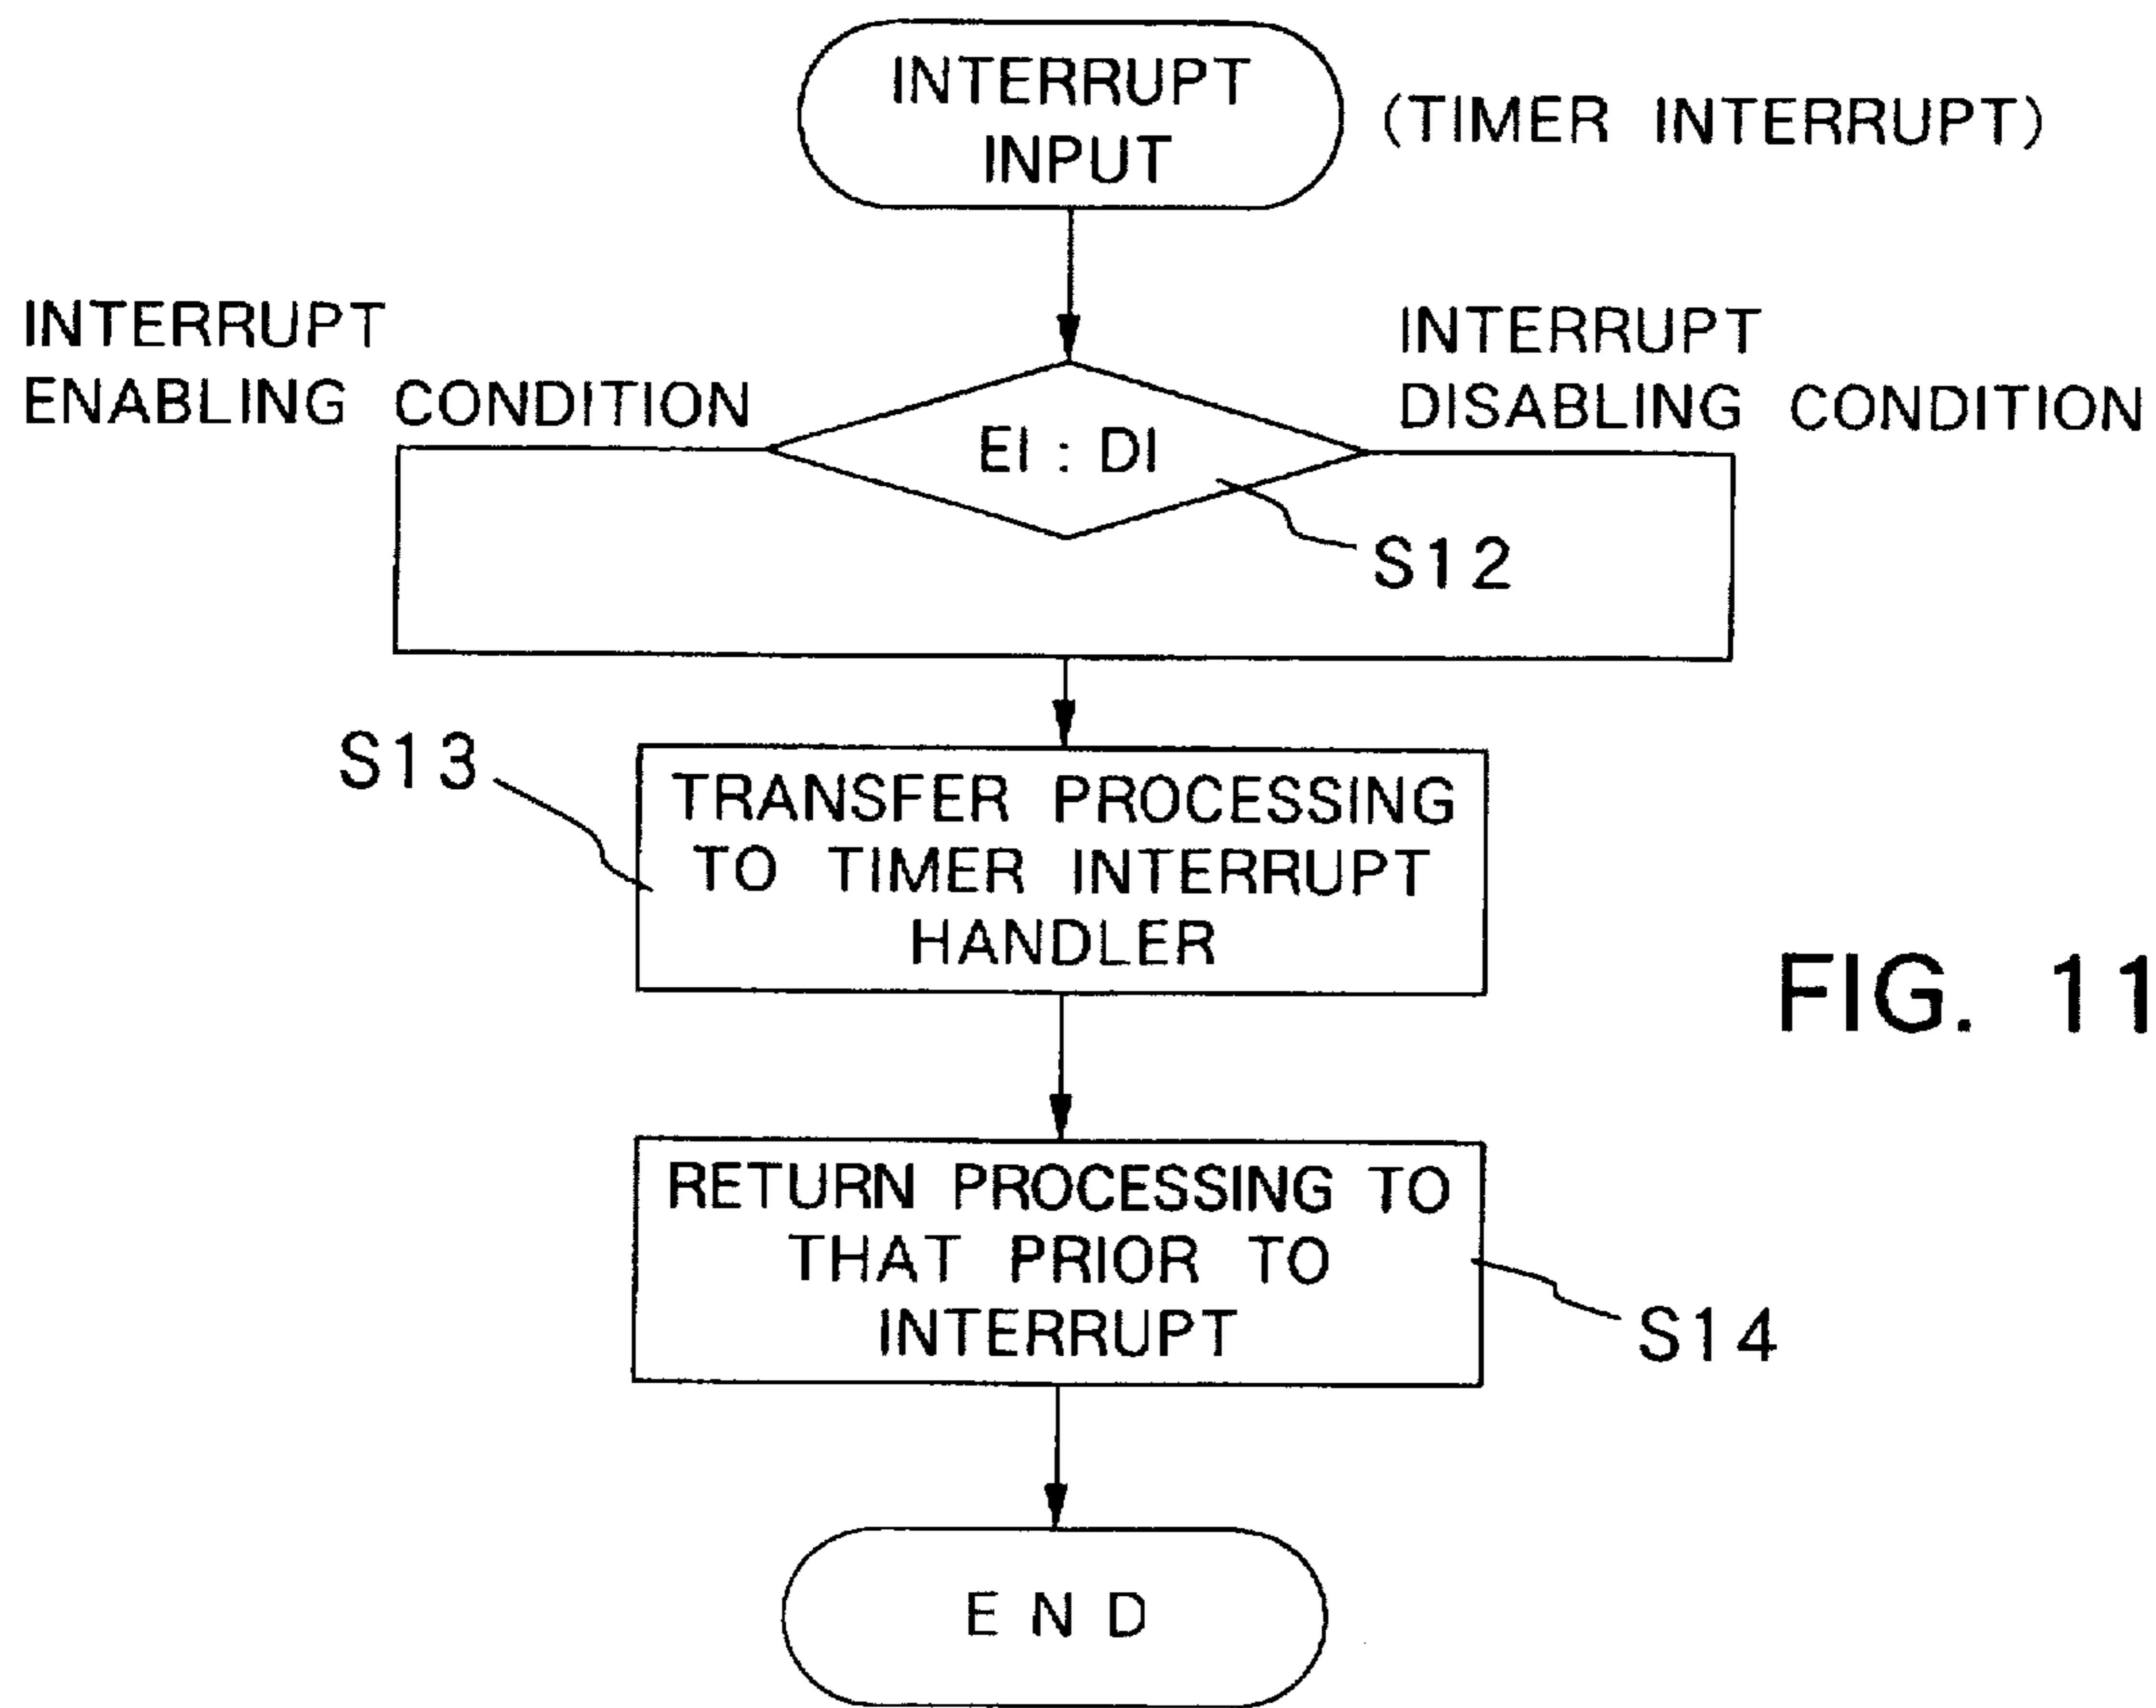 INTERRUPT
INPUT
(TIMER INTERRUPT)
INTERRUPT
ENABLING CONDITION
INTERRUPT
DISABLING CONDITION
EI : DI
S12
S13
TRANSFER PROCESSING
TO TIMER INTERRUPT
HANDLER
FIG. 11
RETURN PROCESSING TO
THAT PRIOR TO
INTERRUPT
S14
END